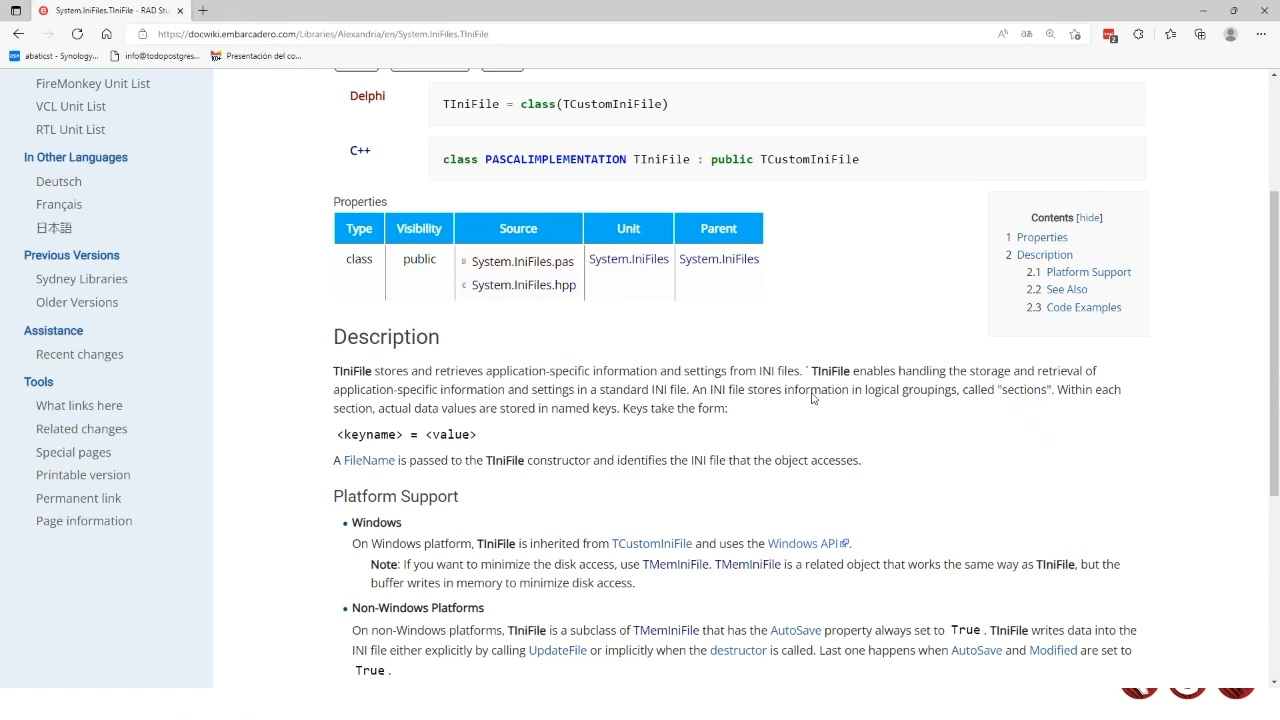 System.IniFiles.TIniFile - RAD Stu
https://docwiki.embarcadero.com/Libraries/Alexandria/en/System.IniFiles.TIniFile
abaticst - Synology...
info@todopostgres...
Presentación del co...
FireMonkey Unit List
VCL Unit List
RTL Unit List
In Other Languages
Deutsch
Français
日本語
Previous Versions
Sydney Libraries
Older Versions
Assistance
Recent changes
Tools
What links here
Related changes
Special pages
Printable version
Permanent link
Page information
Delphi
TIniFile = class(TCustomIniFile)
C++
class PASCALIMPLEMENTATION TIniFile : public TCustomIniFile
Properties
Type Visibility Source Unit Parent
class public System.IniFiles.pas System.IniFiles System.IniFiles
System.IniFiles.hpp
Contents [hide]
1 Properties
2 Description
2.1 Platform Support
2.2 See Also
2.3 Code Examples
Description
TIniFile stores and retrieves application-specific information and settings from INI files. ´ TIniFile enables handling the storage and retrieval of
application-specific information and settings in a standard INI file. An INI file stores information in logical groupings, called "sections". Within each
section, actual data values are stored in named keys. Keys take the form:
<keyname> = <value>
A FileName is passed to the TIniFile constructor and identifies the INI file that the object accesses.
Platform Support
Windows
On Windows platform, TIniFile is inherited from TCustomIniFile and uses the Windows API.
Note: If you want to minimize the disk access, use TMemIniFile. TMemIniFile is a related object that works the same way as TIniFile, but the
buffer writes in memory to minimize disk access.
Non-Windows Platforms
On non-Windows platforms, TIniFile is a subclass of TMemIniFile that has the AutoSave property always set to True. TIniFile writes data into the
INI file either explicitly by calling UpdateFile or implicitly when the destructor is called. Last one happens when AutoSave and Modified are set to
True.